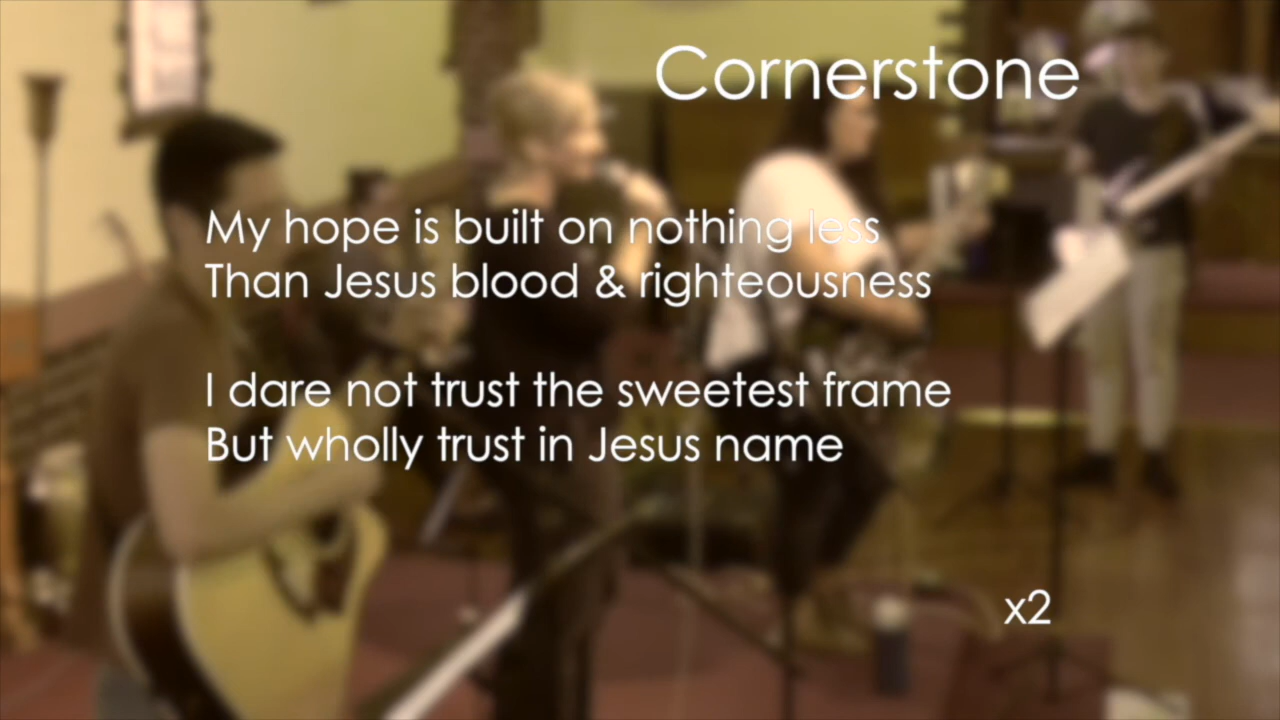 Cornerstone
My hope is built on nothing less
Than Jesus blood & righteousness
I dare not trust the sweetest frame
But wholly trust in Jesus name
x2